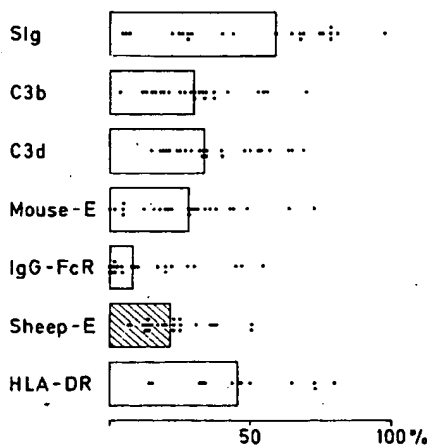 SIg
C3b
C3d
Mouse-E
IgG-FcR
Sheep-E
HLA-DR
50 100%